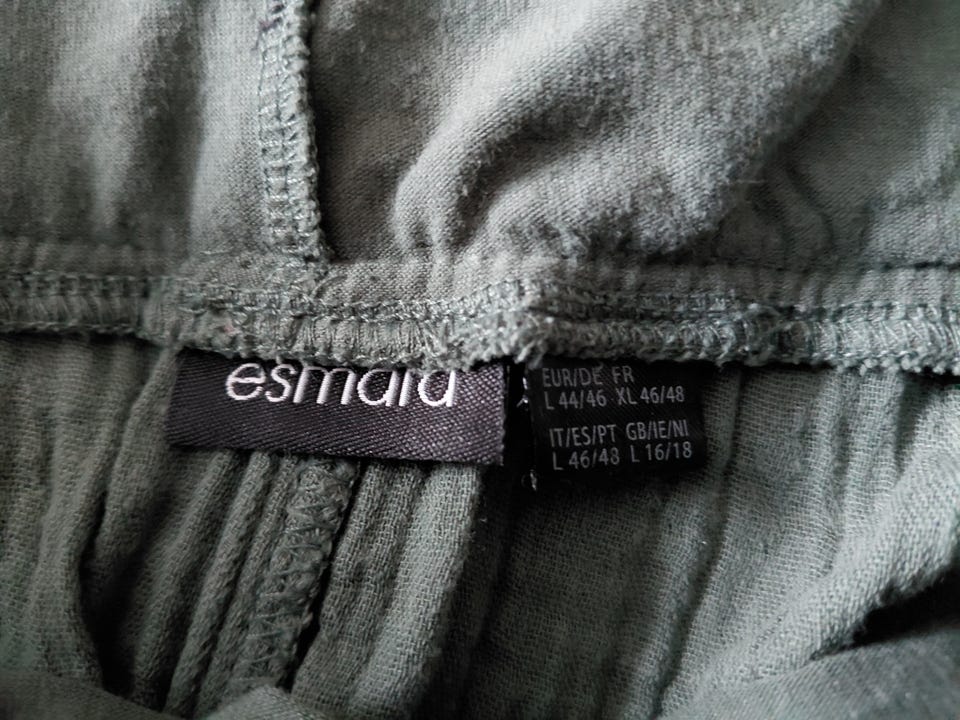 esmara
EUR/DE FR
L 44/46 XL 46/48
IT/ES/PT GB/IE/NI
L 46/48 L 16/18